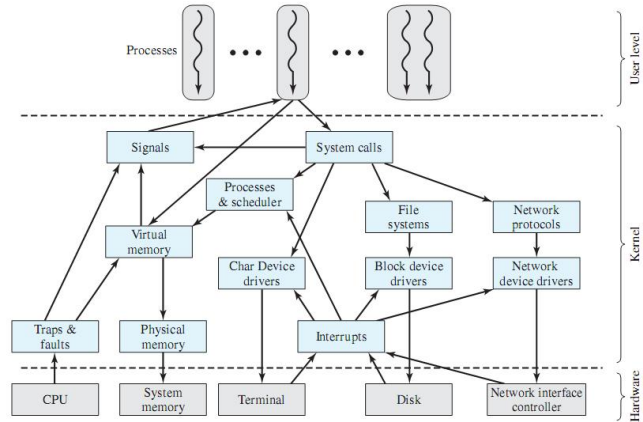 Processes
User level
Signals
System calls
Processes
& scheduler
File
systems
Network
protocols
Virtual
memory
Char Device
drivers
Block device
drivers
Network
device drivers
Kernel
Traps &
faults
Physical
memory
Interrupts
CPU
System
memory
Terminal
Disk
Network interface
controller
Hardware